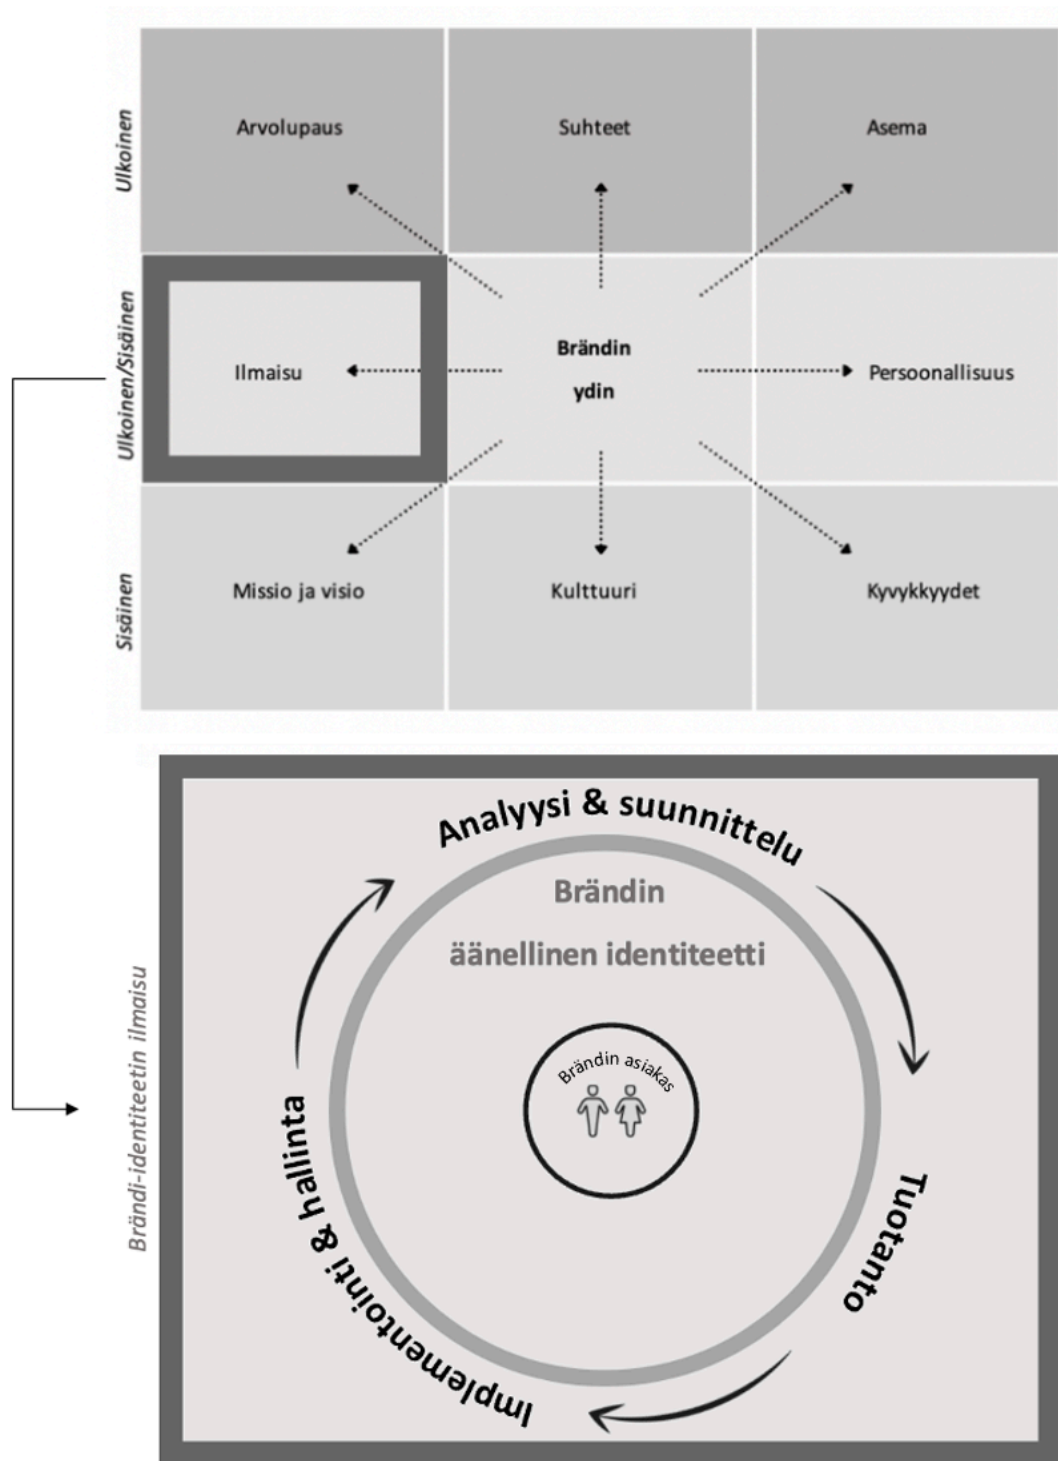 Ulkoinen
Arvolupaus
Suhteet
Asema
Ulkoinen/Sisäinen
Ilmaisu
Brändin
ydin
Persoonallisuus
Sisäinen
Missio ja visio
Kulttuuri
Kyvykkyydet
Brändi-identiteetin ilmaisu
Analyysi & suunnittelu
Brändin
äänellinen identiteetti
Brändin asiakas
Tuotanto
Implementointi & hallinta